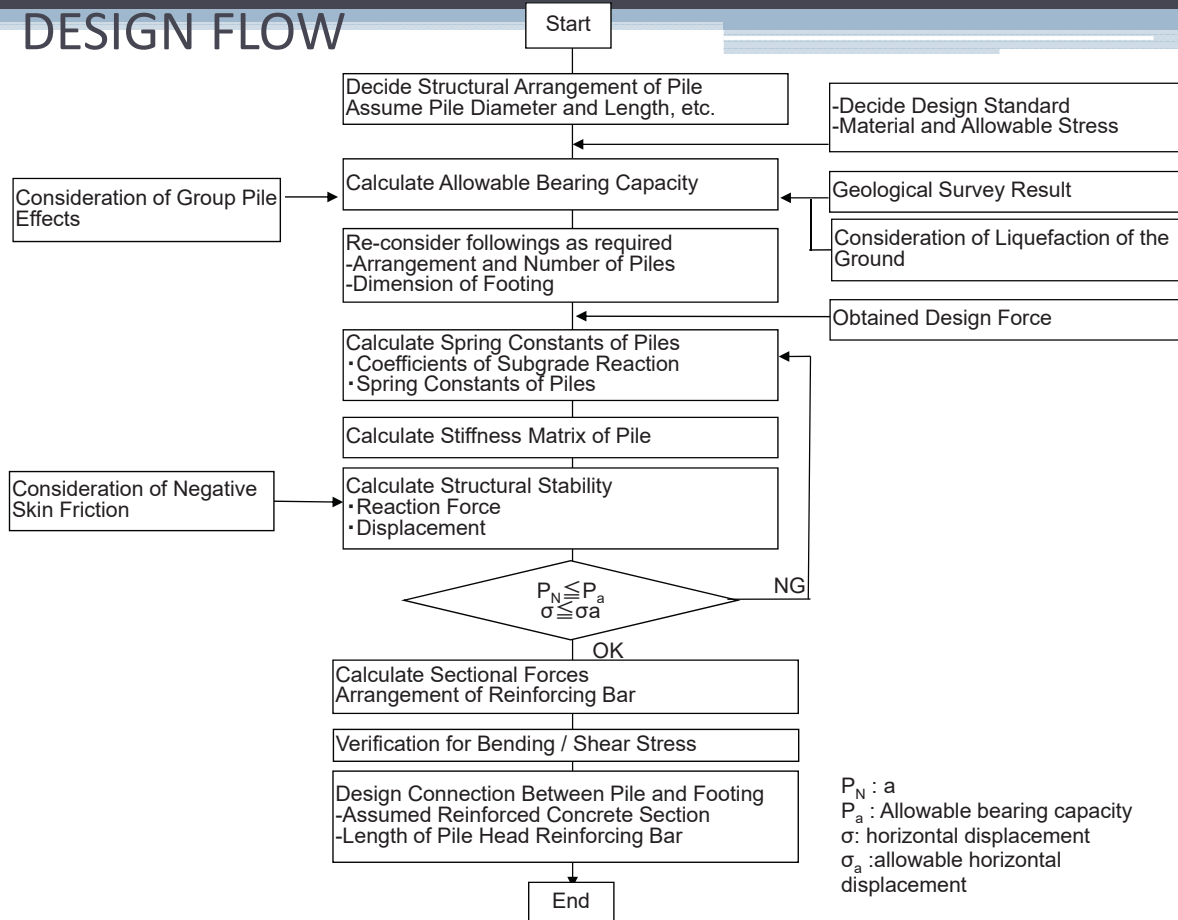 DESIGN FLOW
Start
Decide Structural Arrangement of Pile
Assume Pile Diameter and Length, etc.
-Decide Design Standard
-Material and Allowable Stress
Calculate Allowable Bearing Capacity
Consideration of Group Pile
Effects
Geological Survey Result
Consideration of Liquefaction of the
Ground
Re-consider followings as required
-Arrangement and Number of Piles
-Dimension of Footing
Obtained Design Force
Calculate Spring Constants of Piles
・Coefficients of Subgrade Reaction
・Spring Constants of Piles
Calculate Stiffness Matrix of Pile
Consideration of Negative
Skin Friction
Calculate Structural Stability
・Reaction Force
・Displacement
P_N≦P_a
σ≦σa
NG
OK
Calculate Sectional Forces
Arrangement of Reinforcing Bar
Verification for Bending / Shear Stress
Design Connection Between Pile and Footing
-Assumed Reinforced Concrete Section
-Length of Pile Head Reinforcing Bar
End
P_N : a
P_a : Allowable bearing capacity
σ: horizontal displacement
σ_a :allowable horizontal
displacement